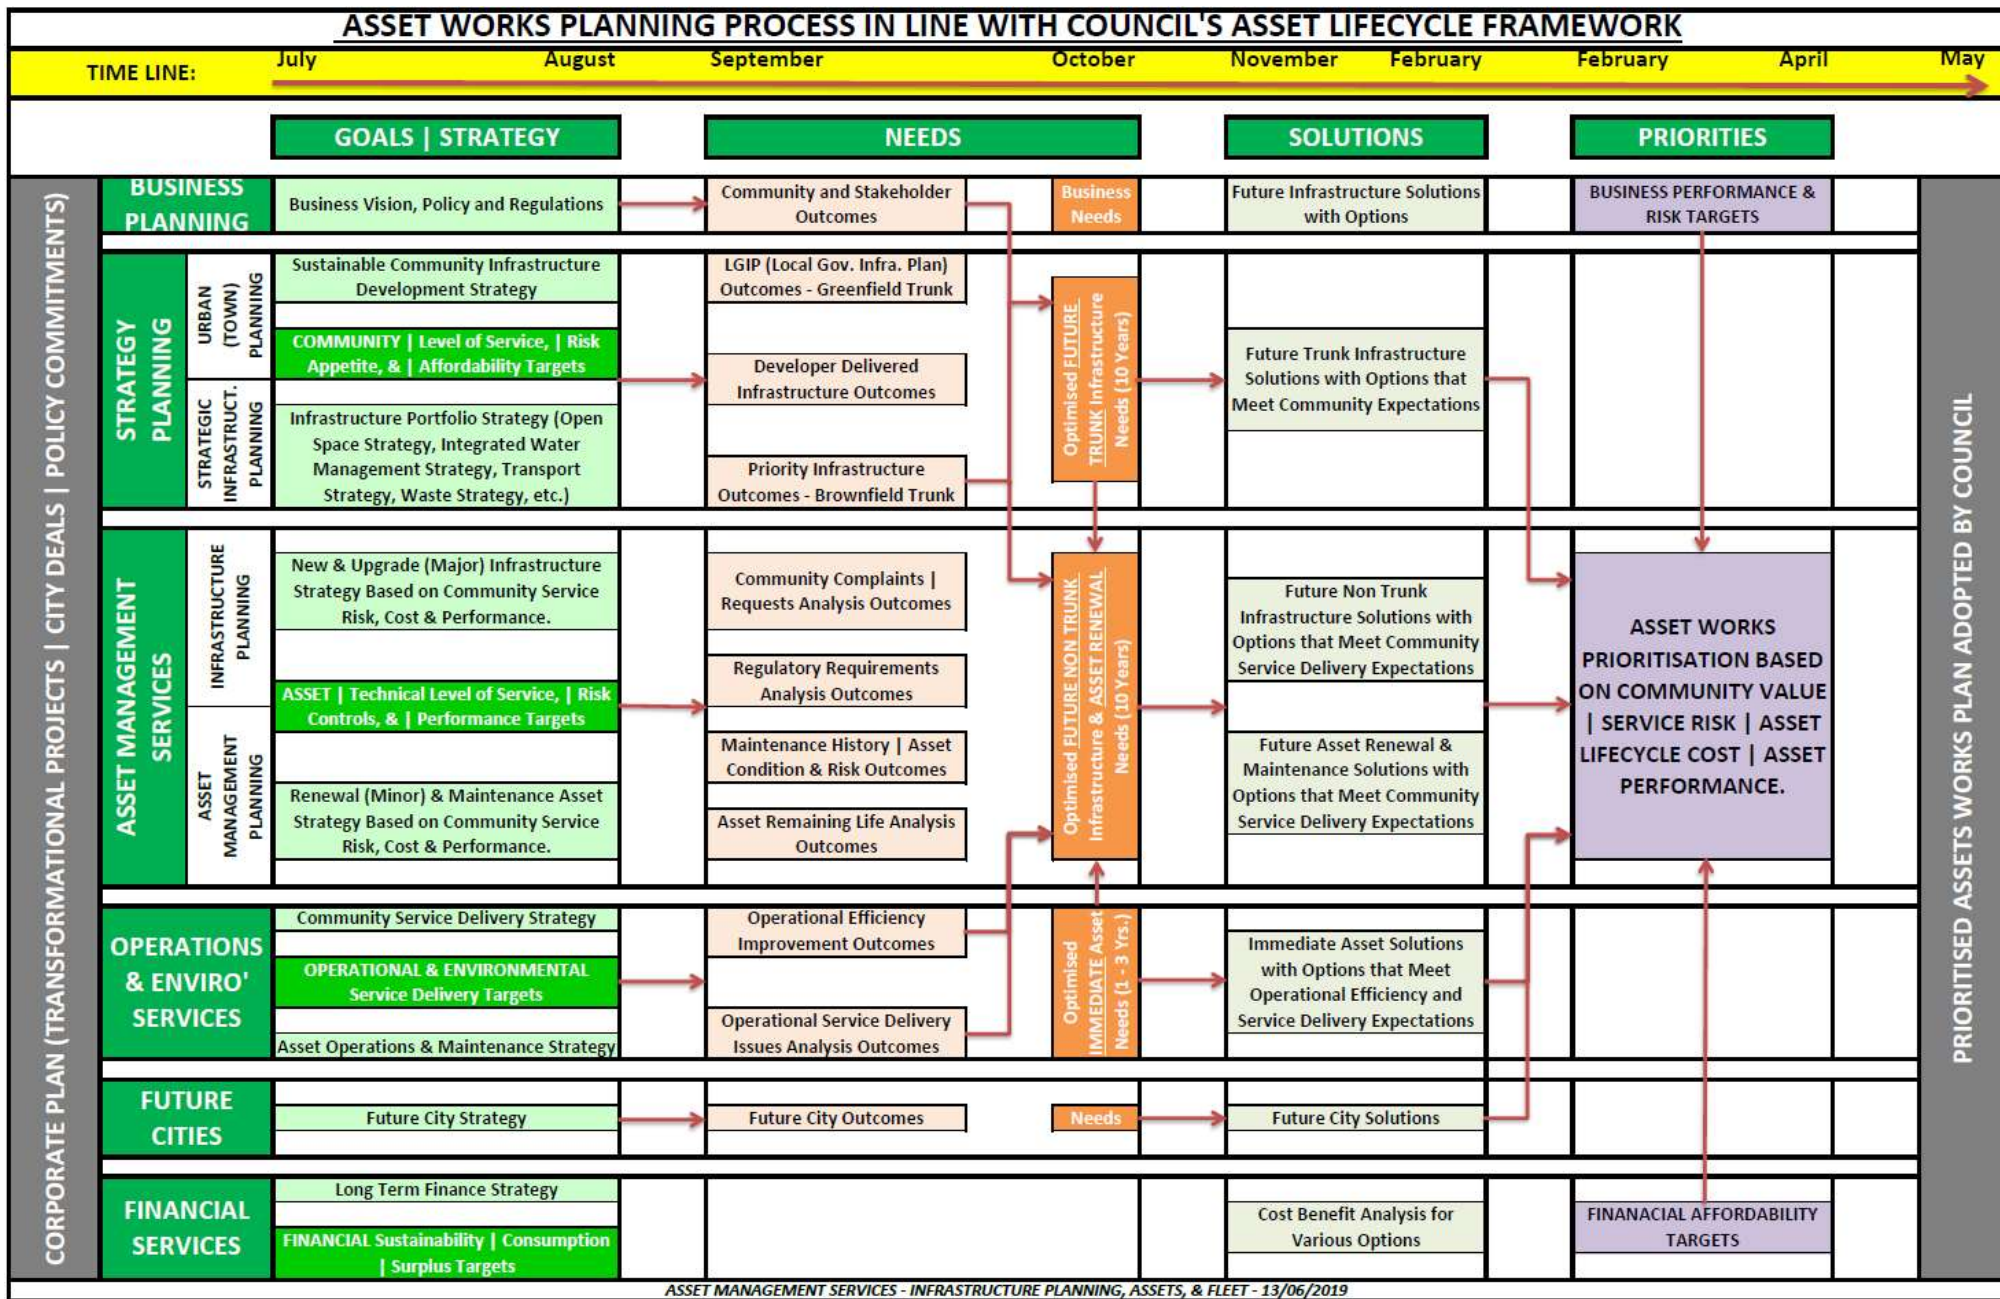 ASSET WORKS PLANNING PROCESS IN LINE WITH COUNCIL'S ASSET LIFECYCLE FRAMEWORK
TIME LINE:
July
August
September
October
November
February
February
April
May
GOALS | STRATEGY
NEEDS
SOLUTIONS
PRIORITIES
CORPORATE PLAN (TRANSFORMATIONAL PROJECTS | CITY DEALS | POLICY COMMITMENTS)
BUSINESS
PLANNING
Business Vision, Policy and Regulations
Community and Stakeholder
Outcomes
Business
Needs
Future Infrastructure Solutions
with Options
BUSINESS PERFORMANCE &
RISK TARGETS
STRATEGY
PLANNING
URBAN
(TOWN)
PLANNING
STRATEGIC
INFRASTRUCT.
PLANNING
Sustainable Community Infrastructure
Development Strategy
COMMUNITY | Level of Service, | Risk
Appetite, & | Affordability Targets
Infrastructure Portfolio Strategy (Open
Space Strategy, Integrated Water
Management Strategy, Transport
Strategy, Waste Strategy, etc.)
LGIP (Local Gov. Infra. Plan)
Outcomes - Greenfield Trunk
Developer Delivered
Infrastructure Outcomes
Priority Infrastructure
Outcomes - Brownfield Trunk
Optimised FUTURE
TRUNK Infrastructure
Needs (10 Years)
Future Trunk Infrastructure
Solutions with Options that
Meet Community Expectations
ASSET MANAGEMENT
SERVICES
INFRASTRUCTURE
PLANNING
ASSET
MANAGEMENT
PLANNING
New & Upgrade (Major) Infrastructure
Strategy Based on Community Service
Risk, Cost & Performance.
ASSET | Technical Level of Service, | Risk
Controls, & | Performance Targets
Renewal (Minor) & Maintenance Asset
Strategy Based on Community Service
Risk, Cost & Performance.
Community Complaints |
Requests Analysis Outcomes
Regulatory Requirements
Analysis Outcomes
Maintenance History | Asset
Condition & Risk Outcomes
Asset Remaining Life Analysis
Outcomes
Optimised FUTURE NON TRUNK
Infrastructure & ASSET RENEWAL
Needs (10 Years)
Future Non Trunk
Infrastructure Solutions with
Options that Meet Community
Service Delivery Expectations
Future Asset Renewal &
Maintenance Solutions with
Options that Meet Community
Service Delivery Expectations
ASSET WORKS
PRIORITISATION BASED
ON COMMUNITY VALUE
| SERVICE RISK | ASSET
LIFECYCLE COST | ASSET
PERFORMANCE.
OPERATIONS
& ENVIRO'
SERVICES
Community Service Delivery Strategy
OPERATIONAL & ENVIRONMENTAL
Service Delivery Targets
Asset Operations & Maintenance Strategy
Operational Efficiency
Improvement Outcomes
Operational Service Delivery
Issues Analysis Outcomes
Optimised
IMMEDIATE Asset
Needs (1 - 3 Yrs.)
Immediate Asset Solutions
with Options that Meet
Operational Efficiency and
Service Delivery Expectations
FUTURE
CITIES
Future City Strategy
Future City Outcomes
Needs
Future City Solutions
FINANCIAL
SERVICES
Long Term Finance Strategy
FINANCIAL Sustainability | Consumption
| Surplus Targets
Cost Benefit Analysis for
Various Options
FINANACIAL AFFORDABILITY
TARGETS
PRIORITISED ASSETS WORKS PLAN ADOPTED BY COUNCIL
ASSET MANAGEMENT SERVICES - INFRASTRUCTURE PLANNING, ASSETS, & FLEET - 13/06/2019